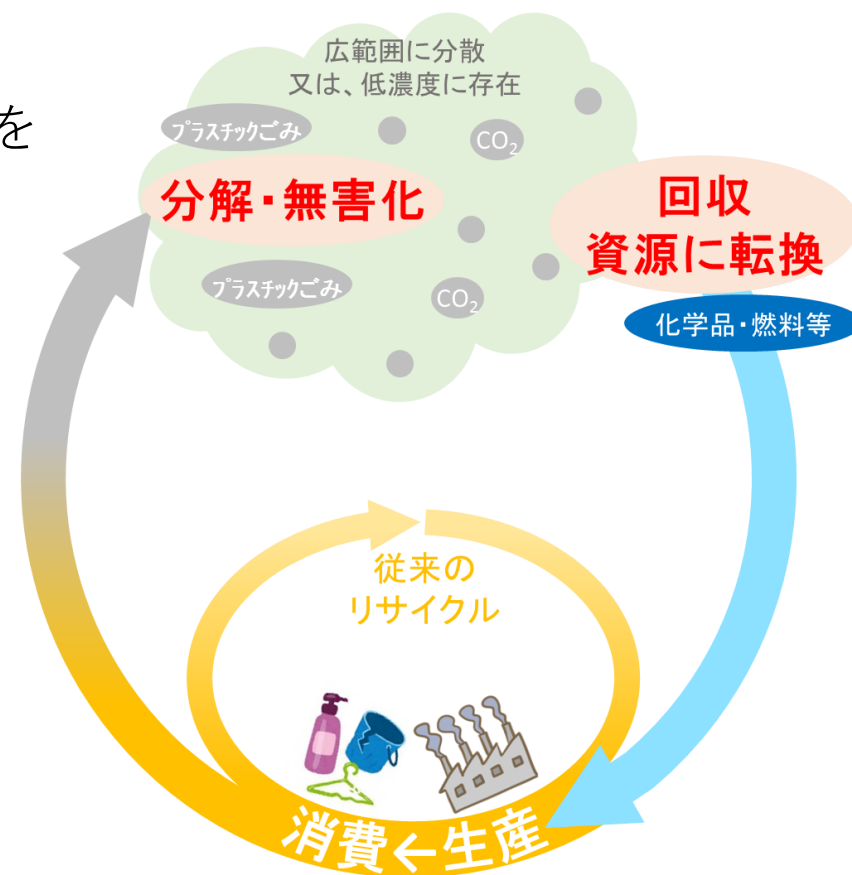 を
広範囲に分散
又は、低濃度に存在
プラスチックごみ
CO₂
分解・無害化
回収
資源に転換
プラスチックごみ
CO₂
化学品・燃料等
従来の
リサイクル
消費←生産